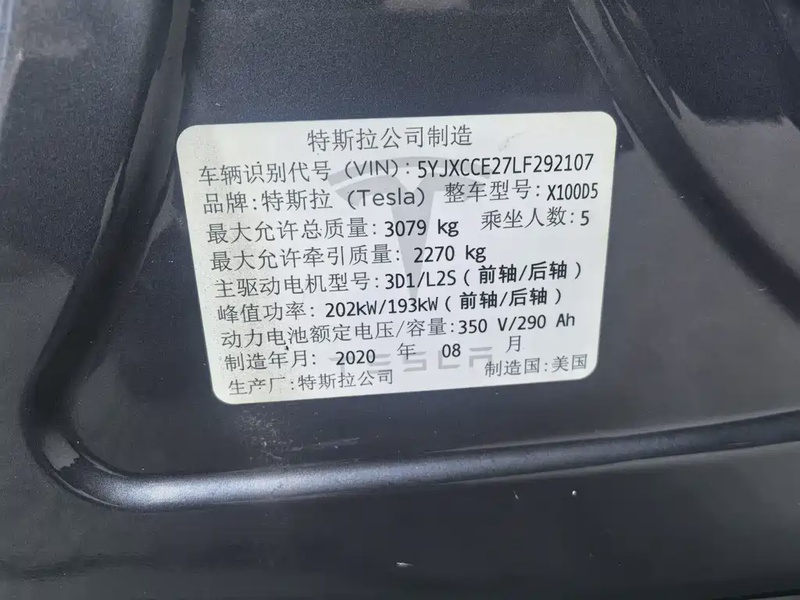 特斯拉公司制造
车辆识别代号 (VIN): 5YJXCCE27LF292107
品牌:特斯拉 (Tesla) 整车型号: X100D5
最大允许总质量: 3079 kg 乘坐人数: 5
最大允许牵引质量: 2270 kg
主驱动电机型号: 3D1/L2S (前轴/后轴)
峰值功率: 202kW/193kW (前轴/后轴)
动力电池额定电压/容量: 350 V/290 Ah
制造年月: 2020 年 08 月
TESLA
生产厂:特斯拉公司 制造国:美国